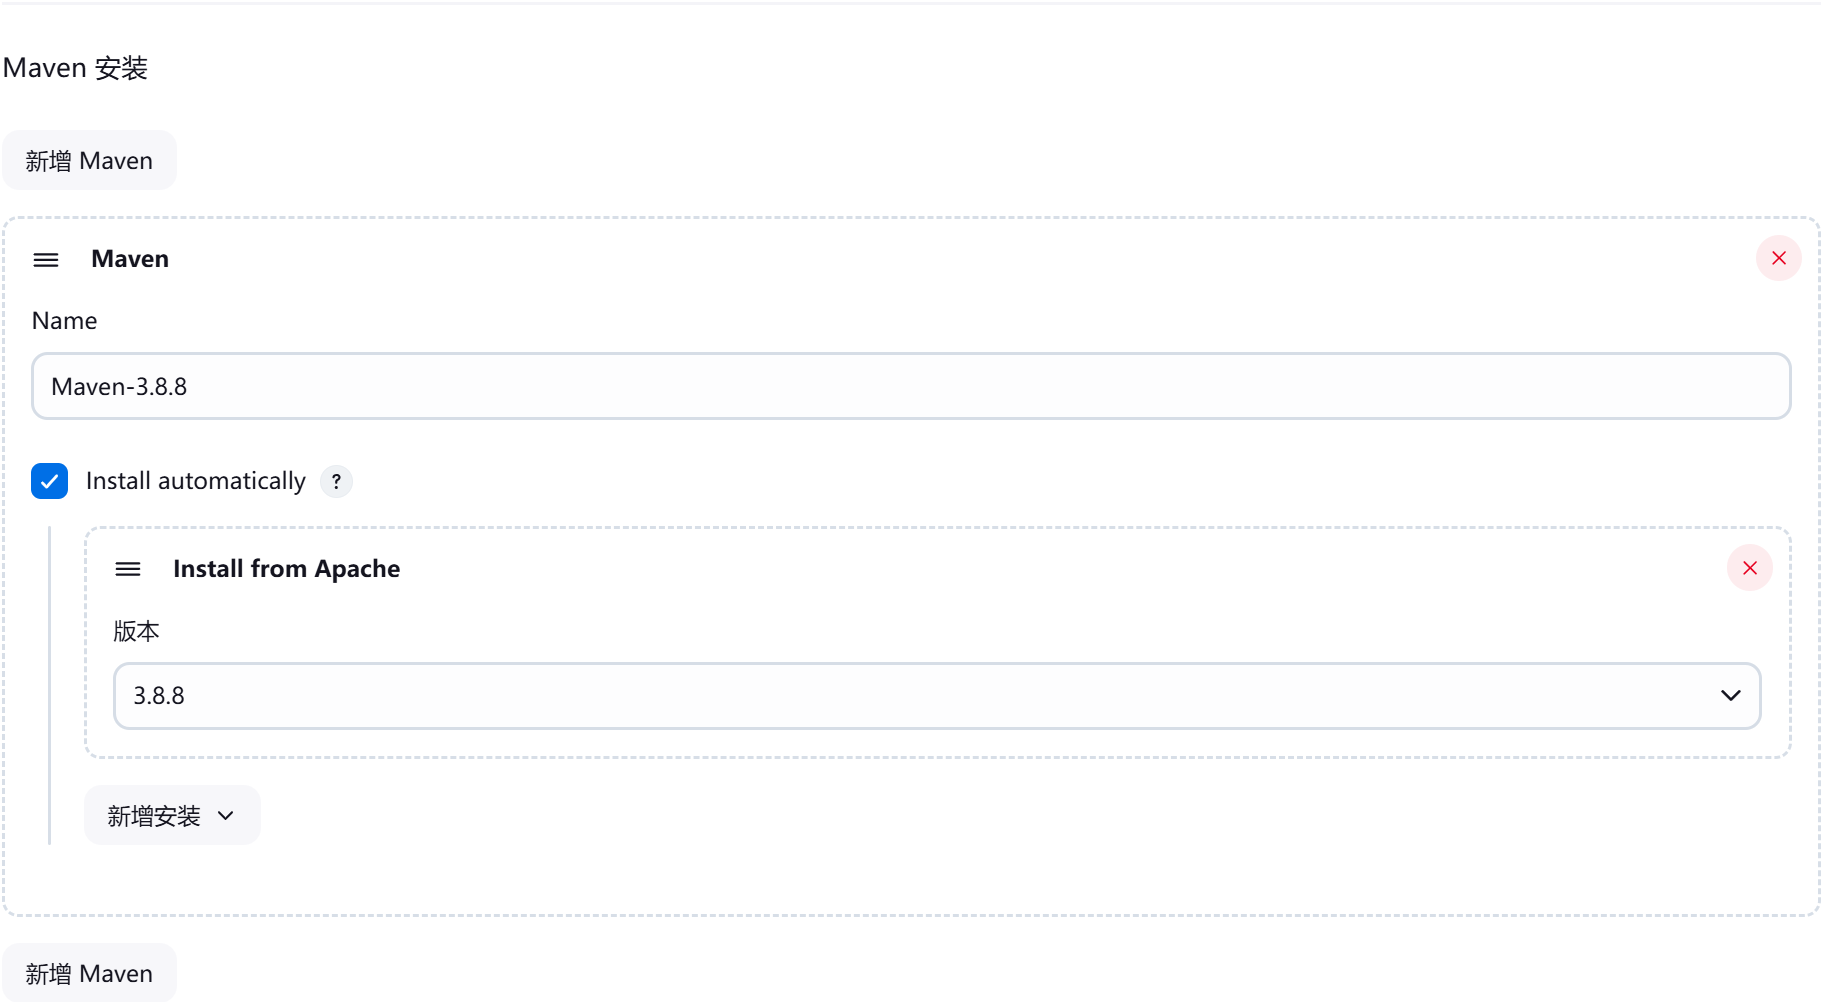 Maven 安装
新增 Maven
Maven
Name
Maven-3.8.8
Install automatically ?
Install from Apache
版本
3.8.8
新增安装
新增 Maven